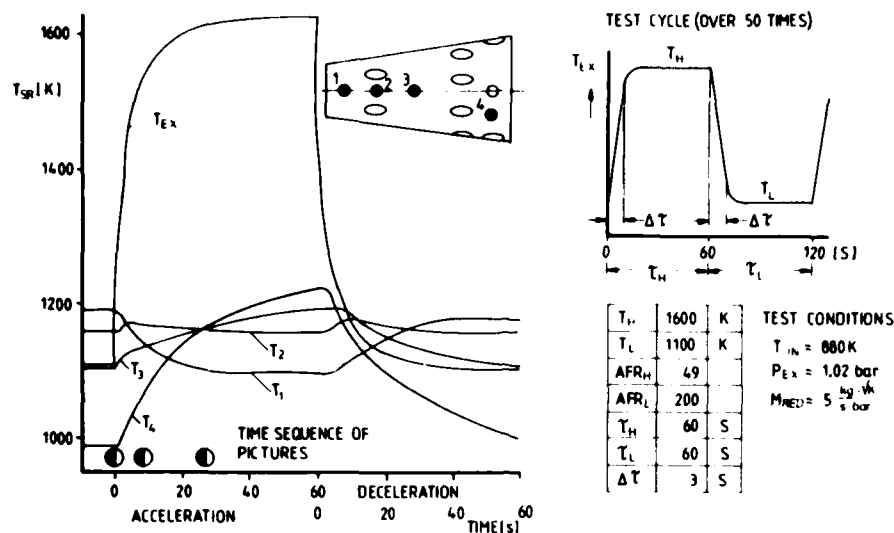 1600
T_SR [K]
1400
1200
1000
T_Ex
T_3
T_4
T_2
T_1
1
2
3
4
TIME SEQUENCE OF
PICTURES
0 20 40 60 DECELERATION
0 20 40 60
ACCELERATION
TIME[s]
TEST CYCLE (OVER 50 TIMES)
T_Ex
T_H
T_L
Δτ Δτ
0 60 120 [S]
τ_H τ_L
T_H 1600 K
T_L 1100 K
AFR_H 49
AFR_L 200
τ_H 60 S
τ_L 60 S
Δτ 3 S
TEST CONDITIONS
T_IN = 880K
P_Ex = 1.02 bar
M_RED = 5 kg·√K
s bar